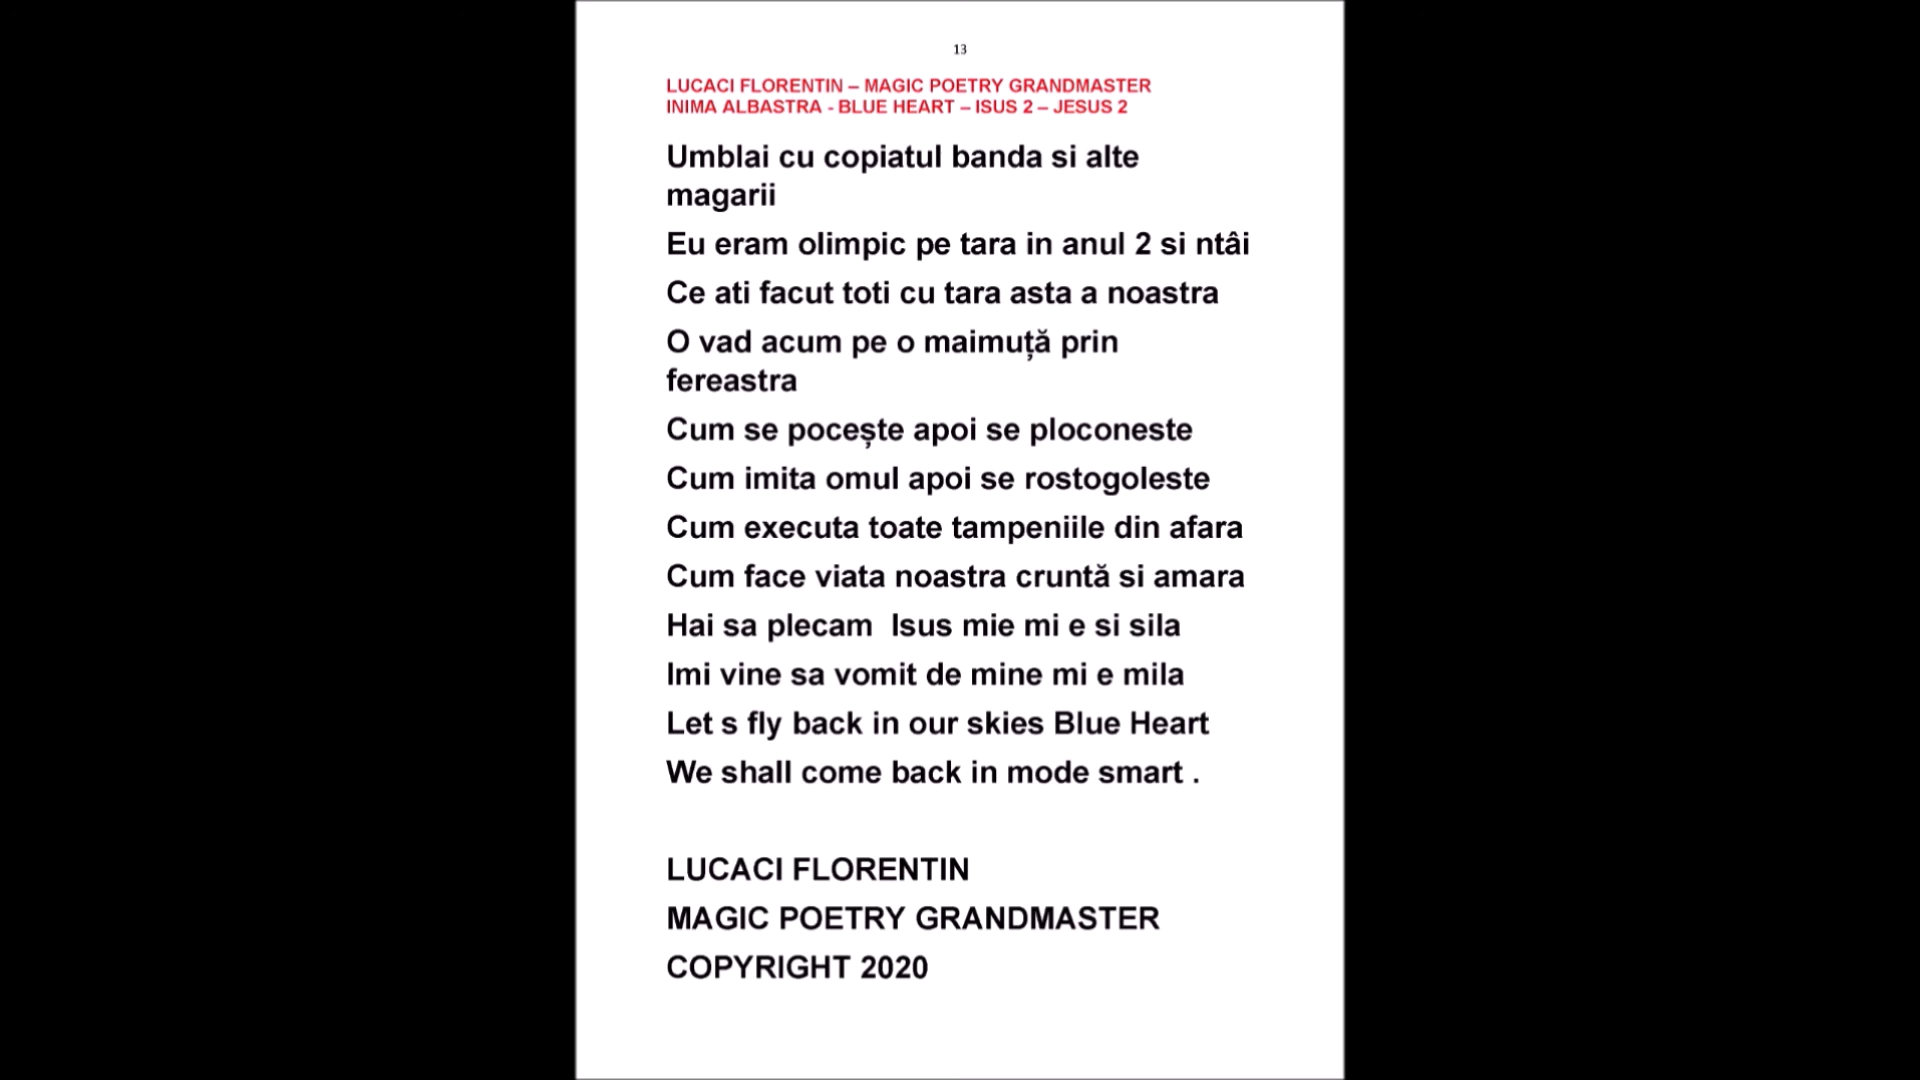 13
LUCACI FLORENTIN – MAGIC POETRY GRANDMASTER
INIMA ALBASTRA - BLUE HEART – ISUS 2 – JESUS 2
Umblai cu copiatul banda si alte
magarii
Eu eram olimpic pe tara in anul 2 si ntâi
Ce ati facut toti cu tara asta a noastra
O vad acum pe o maimuță prin
fereastra
Cum se pocește apoi se ploconeste
Cum imita omul apoi se rostogoleste
Cum executa toate tampeniile din afara
Cum face viata noastra cruntă si amara
Hai sa plecam  Isus mie mi e si sila
Imi vine sa vomit de mine mi e mila
Let s fly back in our skies Blue Heart
We shall come back in mode smart .
LUCACI FLORENTIN
MAGIC POETRY GRANDMASTER
COPYRIGHT 2020